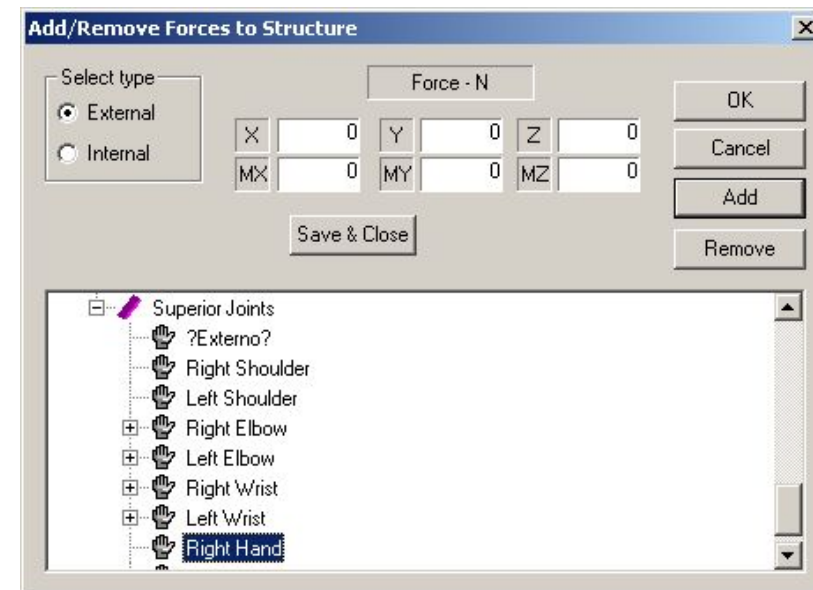 Add/Remove Forces to Structure
Select type
External
Internal
Force - N
X 0 Y 0 Z 0
MX 0 MY 0 MZ 0
Save & Close
OK
Cancel
Add
Remove
Superior Joints
?Externo?
Right Shoulder
Left Shoulder
Right Elbow
Left Elbow
Right Wrist
Left Wrist
Right Hand